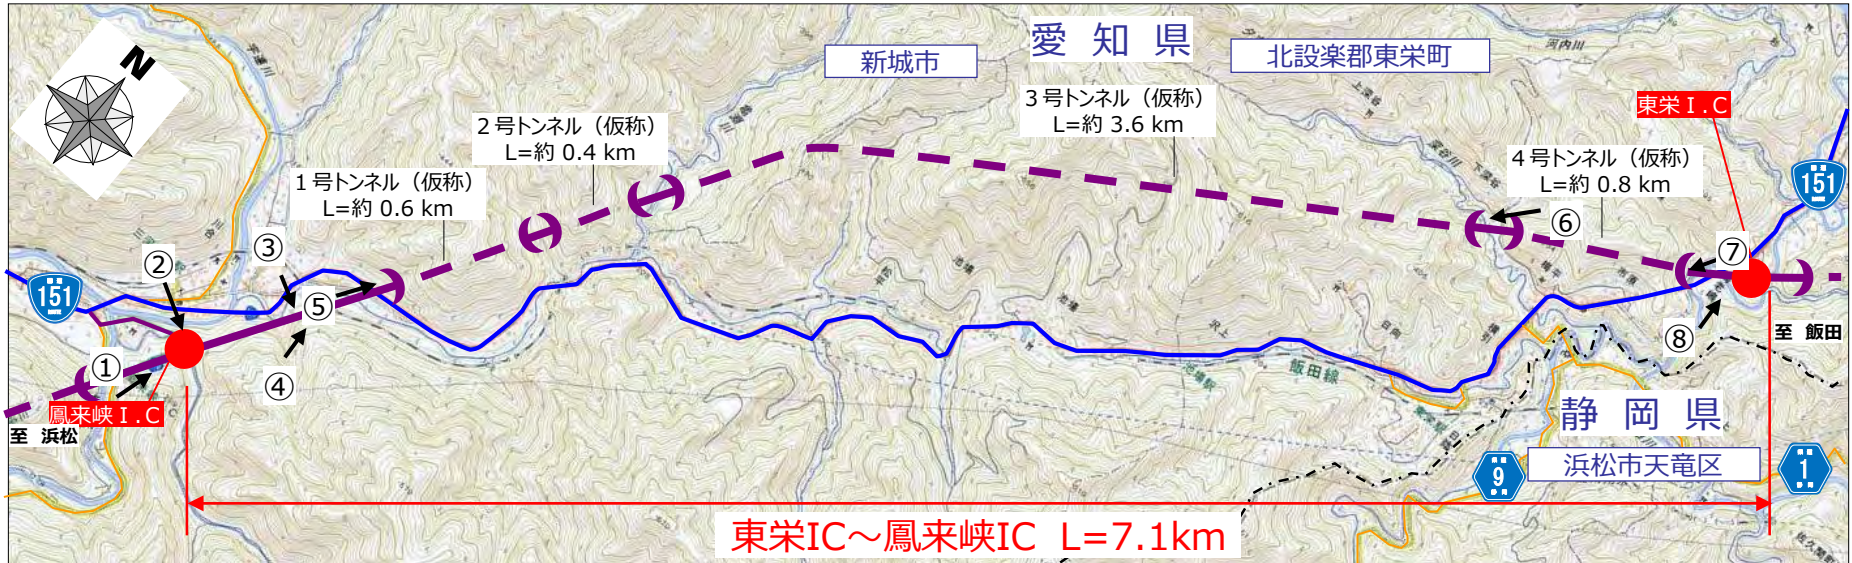 N
愛 知 県
新城市
北設楽郡東栄町
河内川
3号トンネル（仮称）
L=約 3.6 km
東栄 I.C
2号トンネル（仮称）
L=約 0.4 km
4号トンネル（仮称）
L=約 0.8 km
1号トンネル（仮称）
L=約 0.6 km
151
⑥
③
②
⑦
151
⑤
⑧
至 飯田
①
④
飯田線
鳳来峡 I.C
至 浜松
静 岡 県
浜松市天竜区
9
1
東栄IC～鳳来峡IC L=7.1km